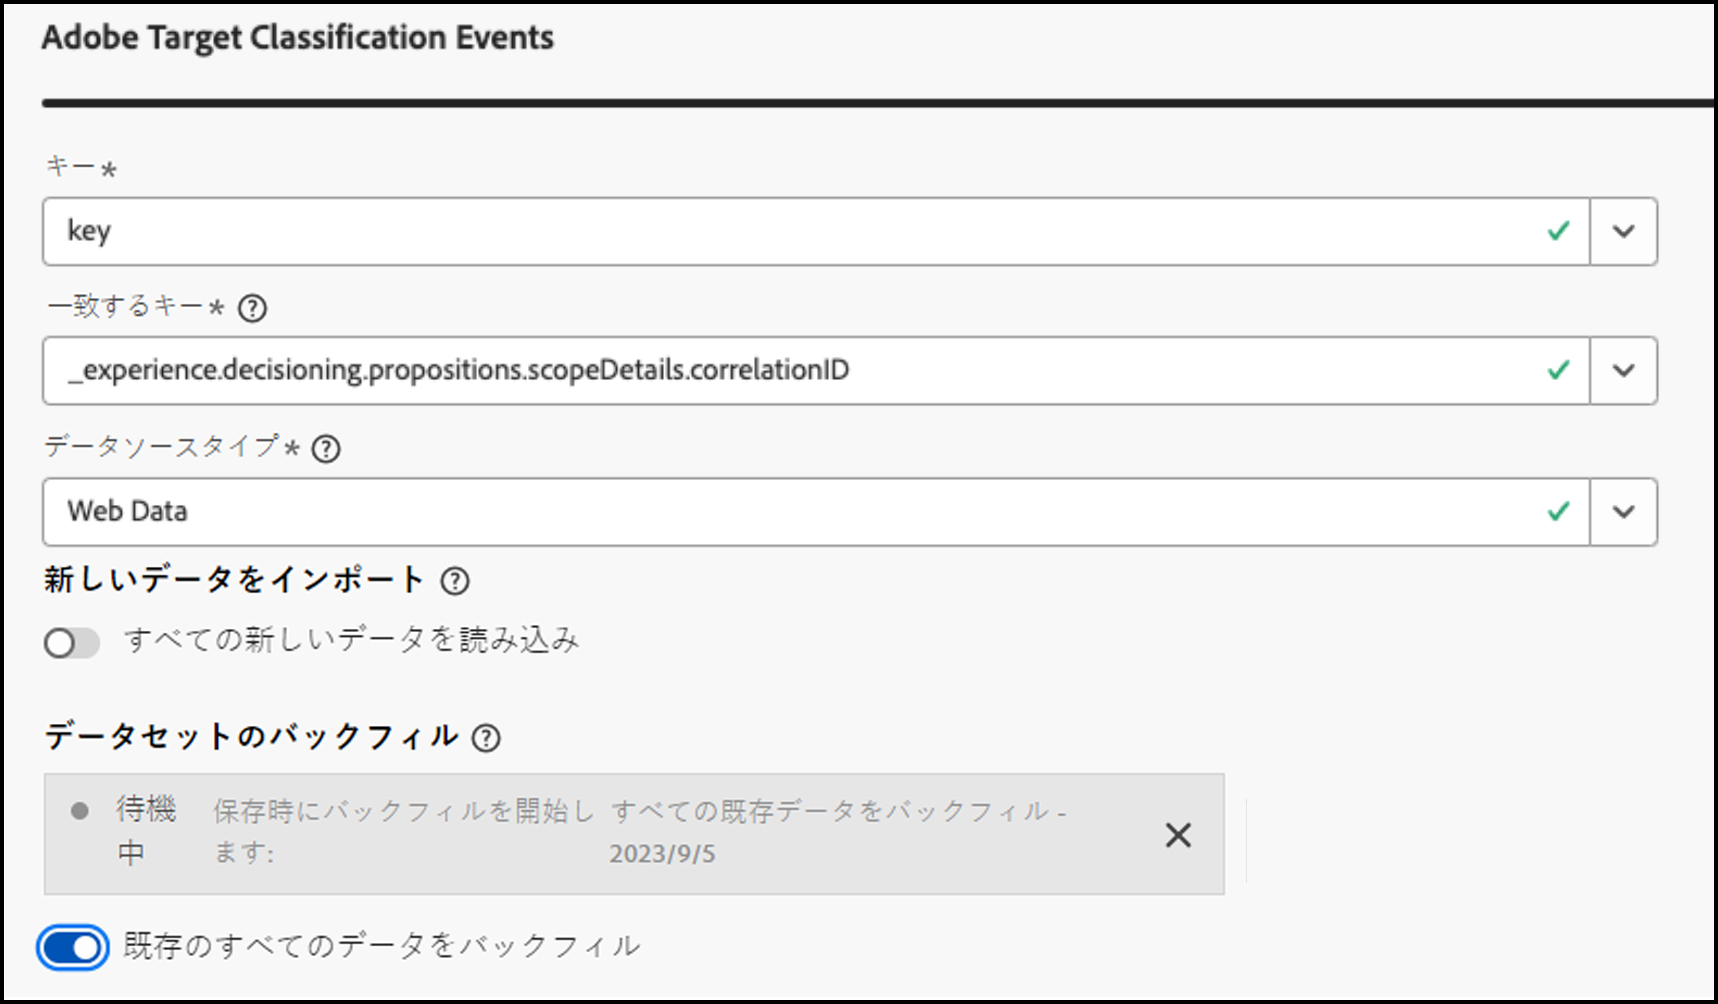 Adobe Target Classification Events
キー*
key
一致するキー* ?
_experience.decisioning.propositions.scopeDetails.correlationID
データソースタイプ* ?
Web Data
新しいデータをインポート ?
すべての新しいデータを読み込み
データセットのバックフィル ?
待機 保存時にバックフィルを開始し すべての既存データをバックフィル -
中 ます: 2023/9/5
既存のすべてのデータをバックフィル